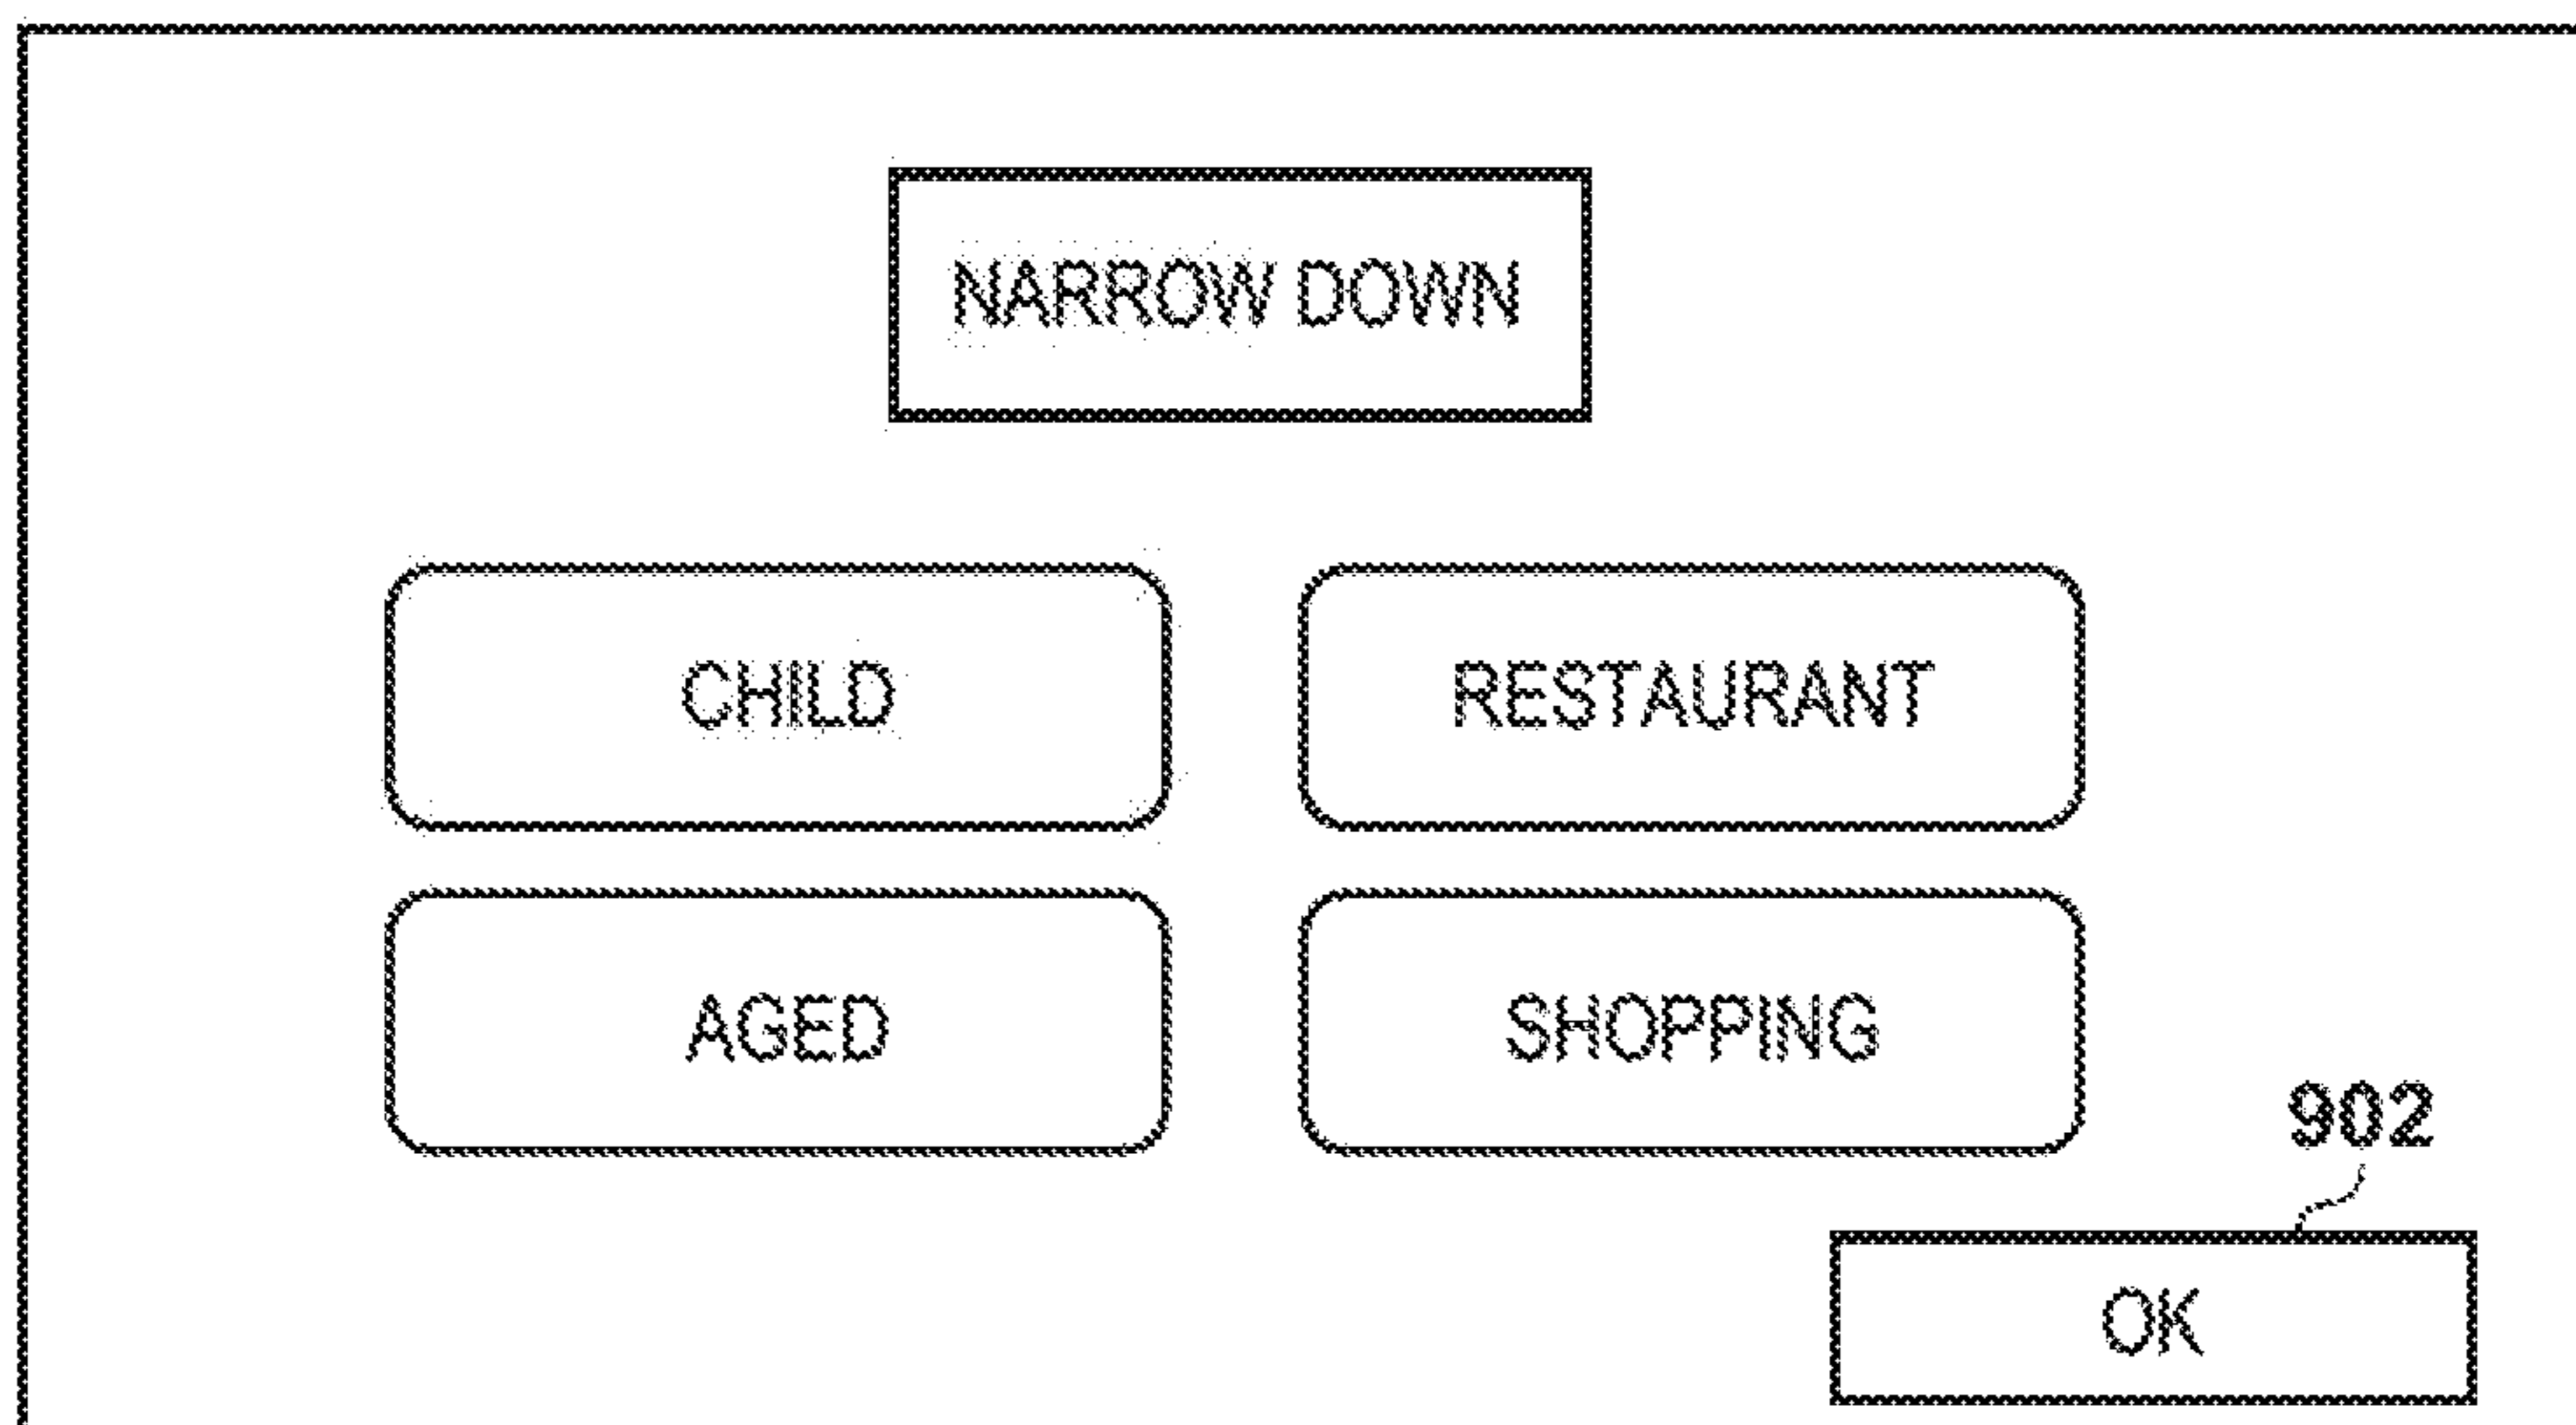 NARROW DOWN
CHILD
RESTAURANT
AGED
SHOPPING
902
OK